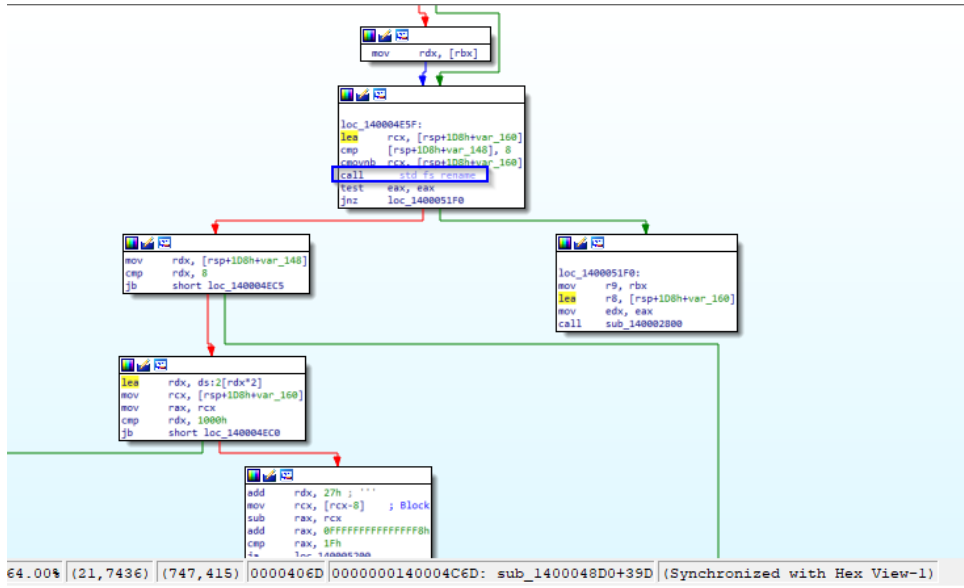 mov rdx, [rbx]
loc_140004E5F:
lea rcx, [rsp+1D8h+var_160]
cmp [rsp+1D8h+var_148], 8
cmovnb rcx, [rsp+1D8h+var_160]
call std fs rename
test eax, eax
jnz loc_1400051F0
mov rdx, [rsp+1D8h+var_148]
cmp rdx, 8
jb short loc_140004EC5
loc_1400051F0:
mov r9, rbx
lea r8, [rsp+1D8h+var_160]
mov edx, eax
call sub_140002800
lea rdx, ds:2[rdx*2]
mov rcx, [rsp+1D8h+var_160]
mov rax, rcx
cmp rdx, 1000h
jb short loc_140004EC0
add rdx, 27h ; '''
mov rcx, [rcx-8] ; Block
sub rax, rcx
add rax, 0FFFFFFFFFFFFFFF8h
cmp rax, 1Fh
ja loc_140005200
64.00% (21,7436) (747,415) 0000406D 0000000140004C6D: sub_1400048D0+39D (Synchronized with Hex View-1)